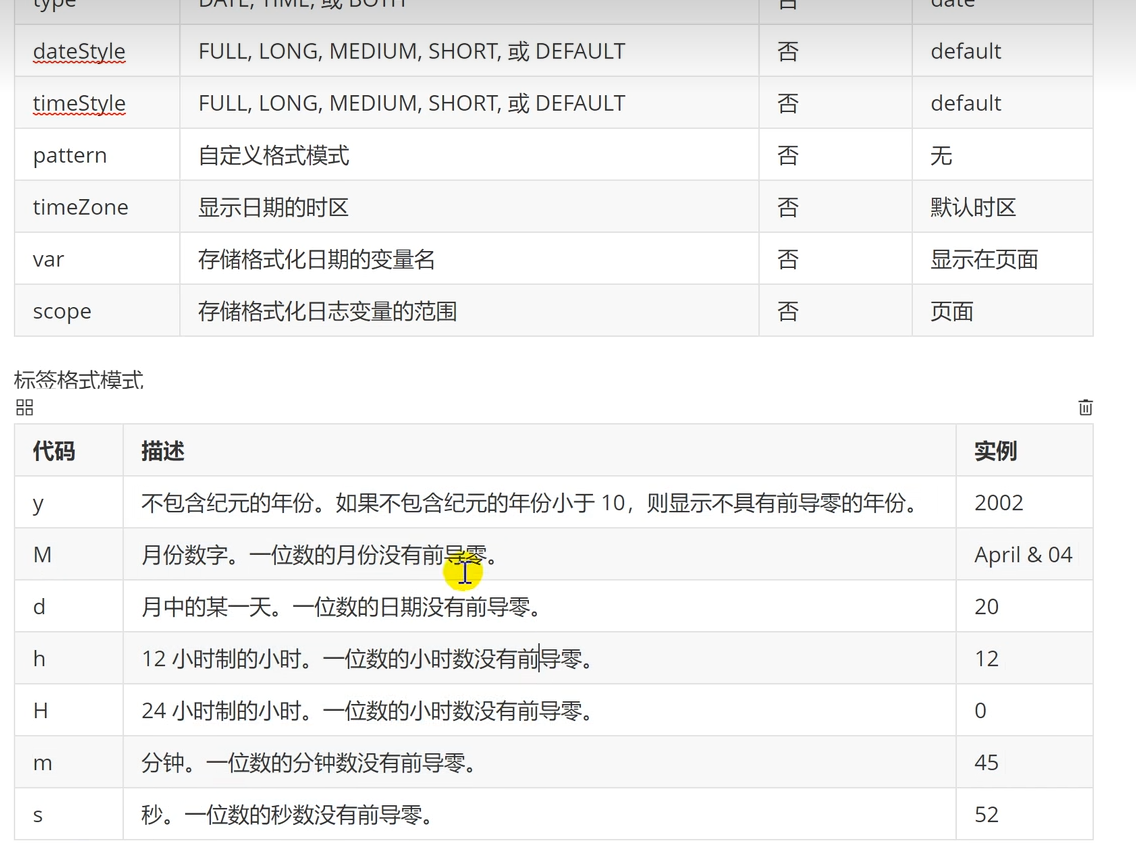 type DATE, TIME, 或 BOTH 否 date
dateStyle FULL, LONG, MEDIUM, SHORT, 或 DEFAULT 否 default
timeStyle FULL, LONG, MEDIUM, SHORT, 或 DEFAULT 否 default
pattern 自定义格式模式 否 无
timeZone 显示日期的时区 否 默认时区
var 存储格式化日期的变量名 否 显示在页面
scope 存储格式化日志变量的范围 否 页面
标签格式模式
代码 描述 实例
y 不包含纪元的年份。如果不包含纪元的年份小于 10，则显示不具有前导零的年份。 2002
M 月份数字。一位数的月份没有前导零。 April & 04
d 月中的某一天。一位数的日期没有前导零。 20
h 12 小时制的小时。一位数的小时数没有前导零。 12
H 24 小时制的小时。一位数的小时数没有前导零。 0
m 分钟。一位数的分钟数没有前导零。 45
s 秒。一位数的秒数没有前导零。 52